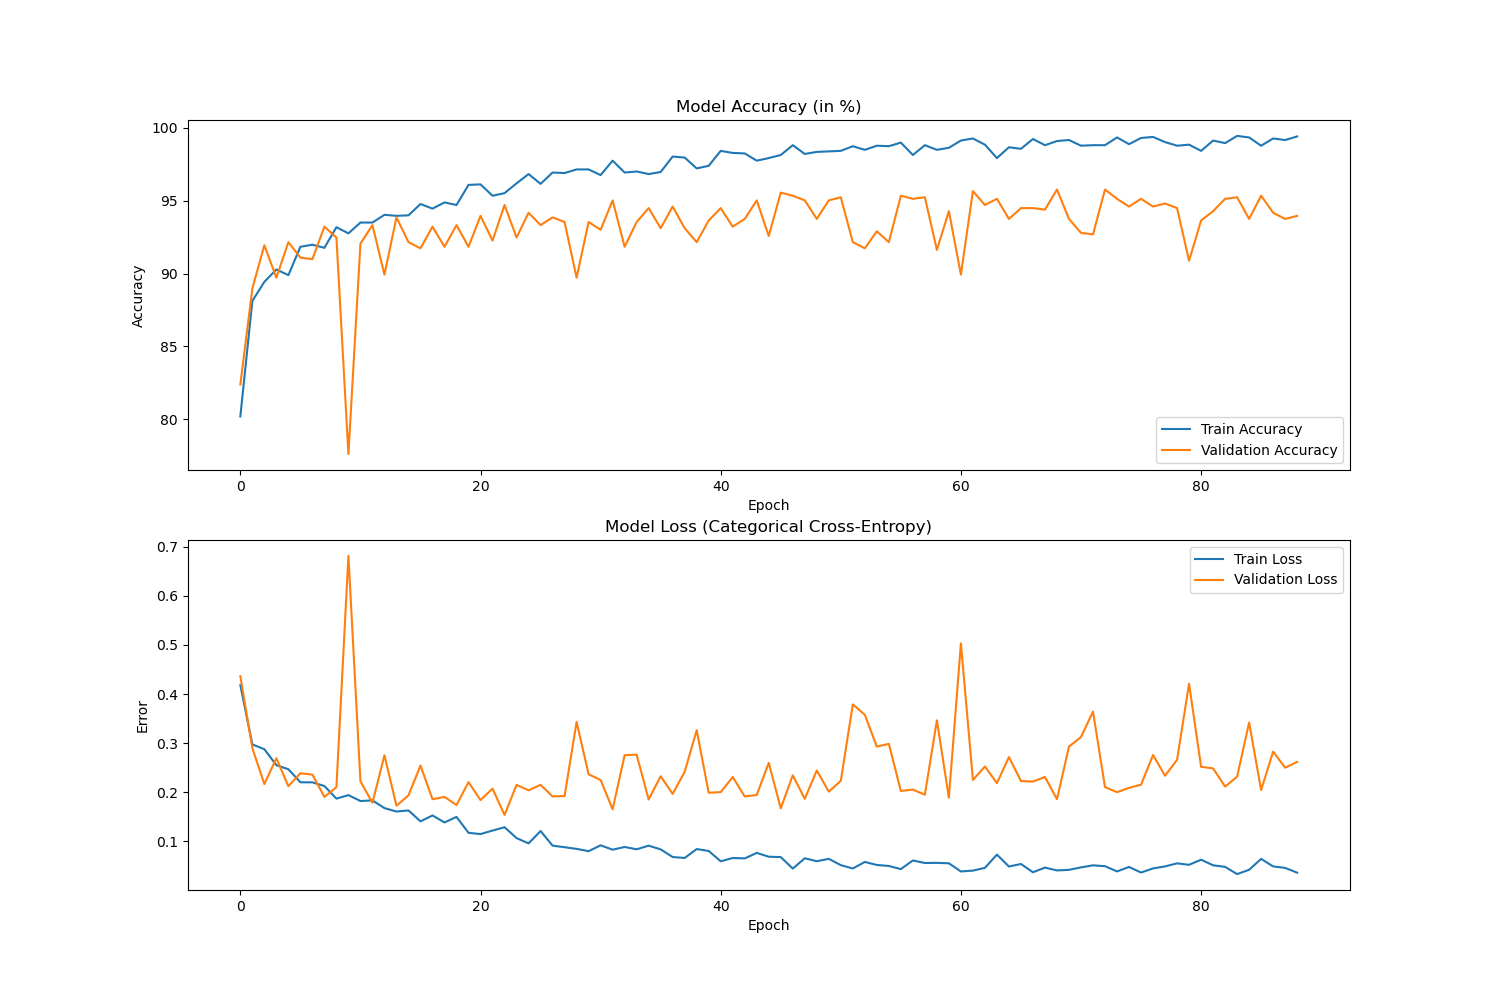 Model Accuracy (in %)
100
95
90
85
80
Accuracy
Train Accuracy
Validation Accuracy
0 20 40 60 80
Epoch
Model Loss (Categorical Cross-Entropy)
0.7
0.6
0.5
0.4
0.3
0.2
0.1
Error
Train Loss
Validation Loss
0 20 40 60 80
Epoch